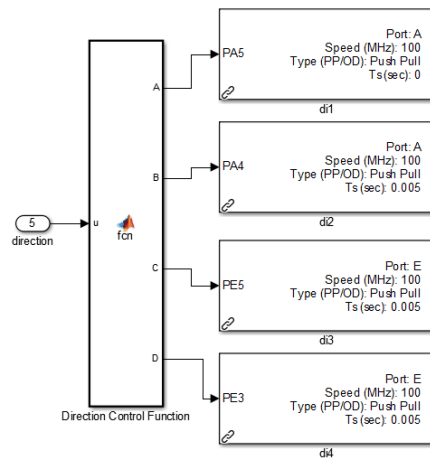 Port: A
Speed (MHz): 100
PA5
Type (PP/OD): Push Pull
Ts(sec): 0
di1
A
Port: A
Speed (MHz): 100
PA4
Type (PP/OD): Push Pull
Ts(sec): 0.005
di2
B
5
direction
u
fcn
Port: E
Speed (MHz): 100
PE5
Type (PP/OD): Push Pull
Ts(sec): 0.005
di3
C
Port: E
Speed (MHz): 100
PE3
Type (PP/OD): Push Pull
Ts(sec): 0.005
di4
D
Direction Control Function